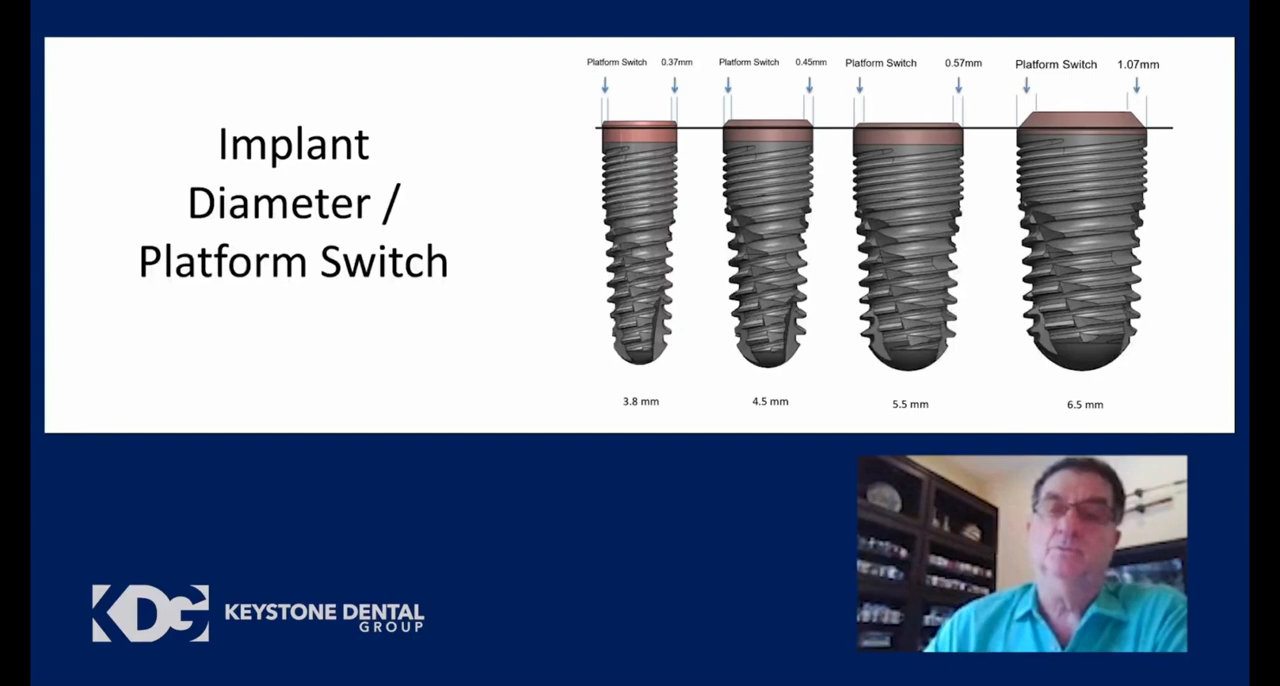 Implant
Diameter /
Platform Switch
Platform Switch 0.37mm Platform Switch 0.45mm Platform Switch 0.57mm Platform Switch 1.07mm
3.8 mm 4.5 mm 5.5 mm 6.5 mm
KDG KEYSTONE DENTAL
GROUP